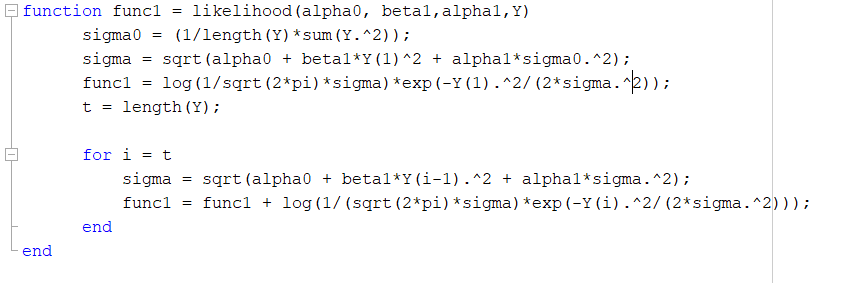 function func1 = likelihood(alpha0, beta1,alpha1,Y)
sigma0 = (1/length(Y)*sum(Y.^2));
sigma = sqrt(alpha0 + beta1*Y(1)^2 + alpha1*sigma0.^2);
func1 = log(1/sqrt(2*pi)*sigma)*exp(-Y(1).^2/(2*sigma.^2));
t = length(Y);
for i = t
sigma = sqrt(alpha0 + beta1*Y(i-1).^2 + alpha1*sigma.^2);
func1 = func1 + log(1/(sqrt(2*pi)*sigma)*exp(-Y(i).^2/(2*sigma.^2)));
end
end